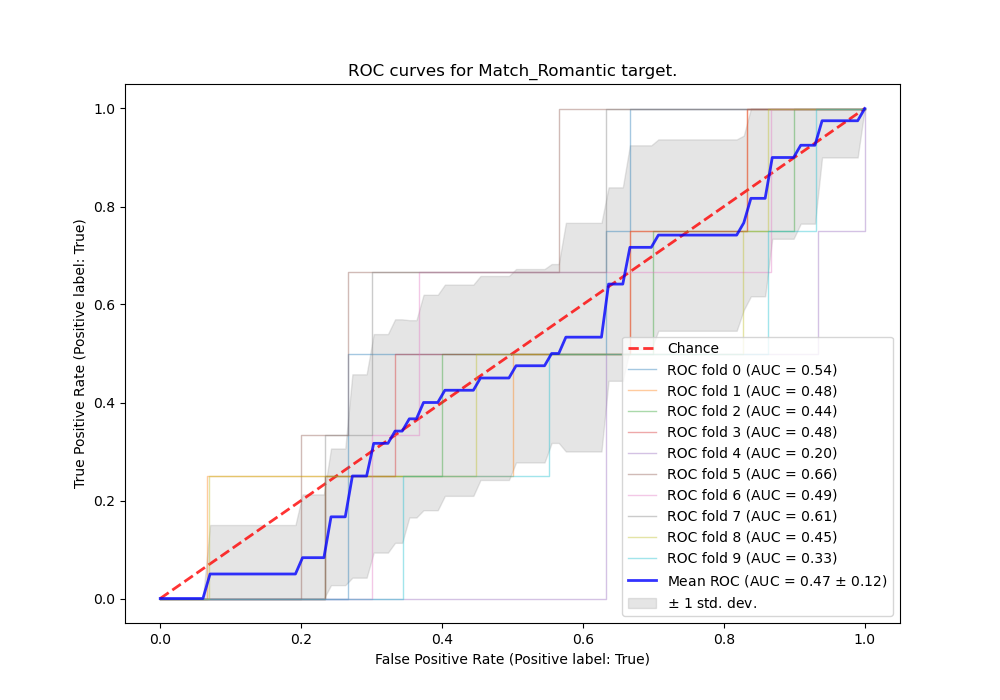 ROC curves for Match_Romantic target.
True Positive Rate (Positive label: True)
1.0
0.8
0.6
0.4
0.2
0.0
Chance
ROC fold 0 (AUC = 0.54)
ROC fold 1 (AUC = 0.48)
ROC fold 2 (AUC = 0.44)
ROC fold 3 (AUC = 0.48)
ROC fold 4 (AUC = 0.20)
ROC fold 5 (AUC = 0.66)
ROC fold 6 (AUC = 0.49)
ROC fold 7 (AUC = 0.61)
ROC fold 8 (AUC = 0.45)
ROC fold 9 (AUC = 0.33)
Mean ROC (AUC = 0.47 ± 0.12)
± 1 std. dev.
0.0 0.2 0.4 0.6 0.8 1.0
False Positive Rate (Positive label: True)